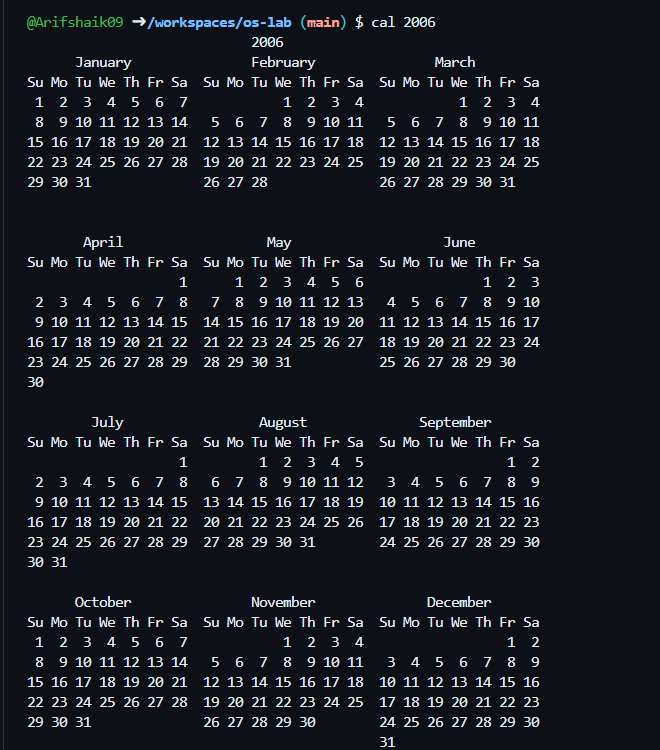 @Arifshaik09 ➜/workspaces/os-lab (main) $ cal 2006
                            2006
      January               February               March
Su Mo Tu We Th Fr Sa  Su Mo Tu We Th Fr Sa  Su Mo Tu We Th Fr Sa
 1  2  3  4  5  6  7            1  2  3  4            1  2  3  4
 8  9 10 11 12 13 14   5  6  7  8  9 10 11   5  6  7  8  9 10 11
15 16 17 18 19 20 21  12 13 14 15 16 17 18  12 13 14 15 16 17 18
22 23 24 25 26 27 28  19 20 21 22 23 24 25  19 20 21 22 23 24 25
29 30 31              26 27 28              26 27 28 29 30 31

       April                  May                   June
Su Mo Tu We Th Fr Sa  Su Mo Tu We Th Fr Sa  Su Mo Tu We Th Fr Sa
                   1      1  2  3  4  5  6               1  2  3
 2  3  4  5  6  7  8   7  8  9 10 11 12 13   4  5  6  7  8  9 10
 9 10 11 12 13 14 15  14 15 16 17 18 19 20  11 12 13 14 15 16 17
16 17 18 19 20 21 22  21 22 23 24 25 26 27  18 19 20 21 22 23 24
23 24 25 26 27 28 29  28 29 30 31           25 26 27 28 29 30
30

        July                 August              September
Su Mo Tu We Th Fr Sa  Su Mo Tu We Th Fr Sa  Su Mo Tu We Th Fr Sa
                   1         1  2  3  4  5                  1  2
 2  3  4  5  6  7  8   6  7  8  9 10 11 12   3  4  5  6  7  8  9
 9 10 11 12 13 14 15  13 14 15 16 17 18 19  10 11 12 13 14 15 16
16 17 18 19 20 21 22  20 21 22 23 24 25 26  17 18 19 20 21 22 23
23 24 25 26 27 28 29  27 28 29 30 31        24 25 26 27 28 29 30
30 31

      October               November              December
Su Mo Tu We Th Fr Sa  Su Mo Tu We Th Fr Sa  Su Mo Tu We Th Fr Sa
 1  2  3  4  5  6  7            1  2  3  4                  1  2
 8  9 10 11 12 13 14   5  6  7  8  9 10 11   3  4  5  6  7  8  9
15 16 17 18 19 20 21  12 13 14 15 16 17 18  10 11 12 13 14 15 16
22 23 24 25 26 27 28  19 20 21 22 23 24 25  17 18 19 20 21 22 23
29 30 31              26 27 28 29 30        24 25 26 27 28 29 30
                                            31